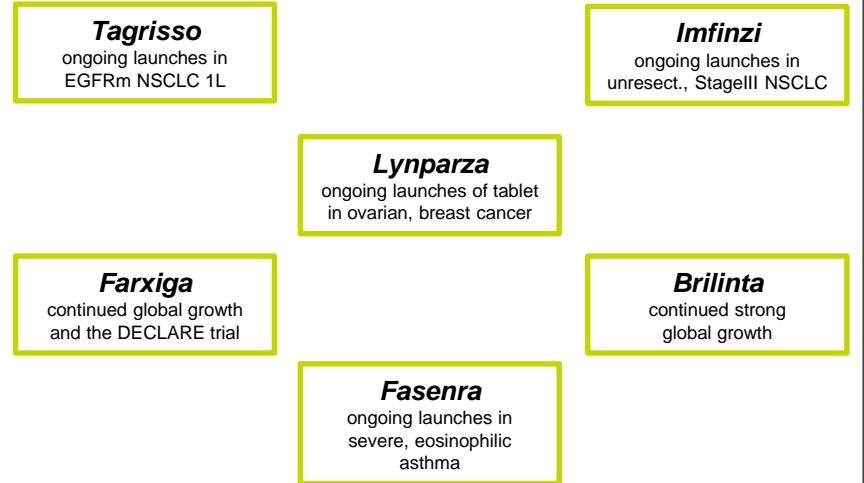 Tagrisso
ongoing launches in
EGFRm NSCLC 1L
Imfinzi
ongoing launches in
unresect., StageIII NSCLC
Lynparza
ongoing launches of tablet
in ovarian, breast cancer
Farxiga
continued global growth
and the DECLARE trial
Brilinta
continued strong
global growth
Fasenra
ongoing launches in
severe, eosinophilic
asthma